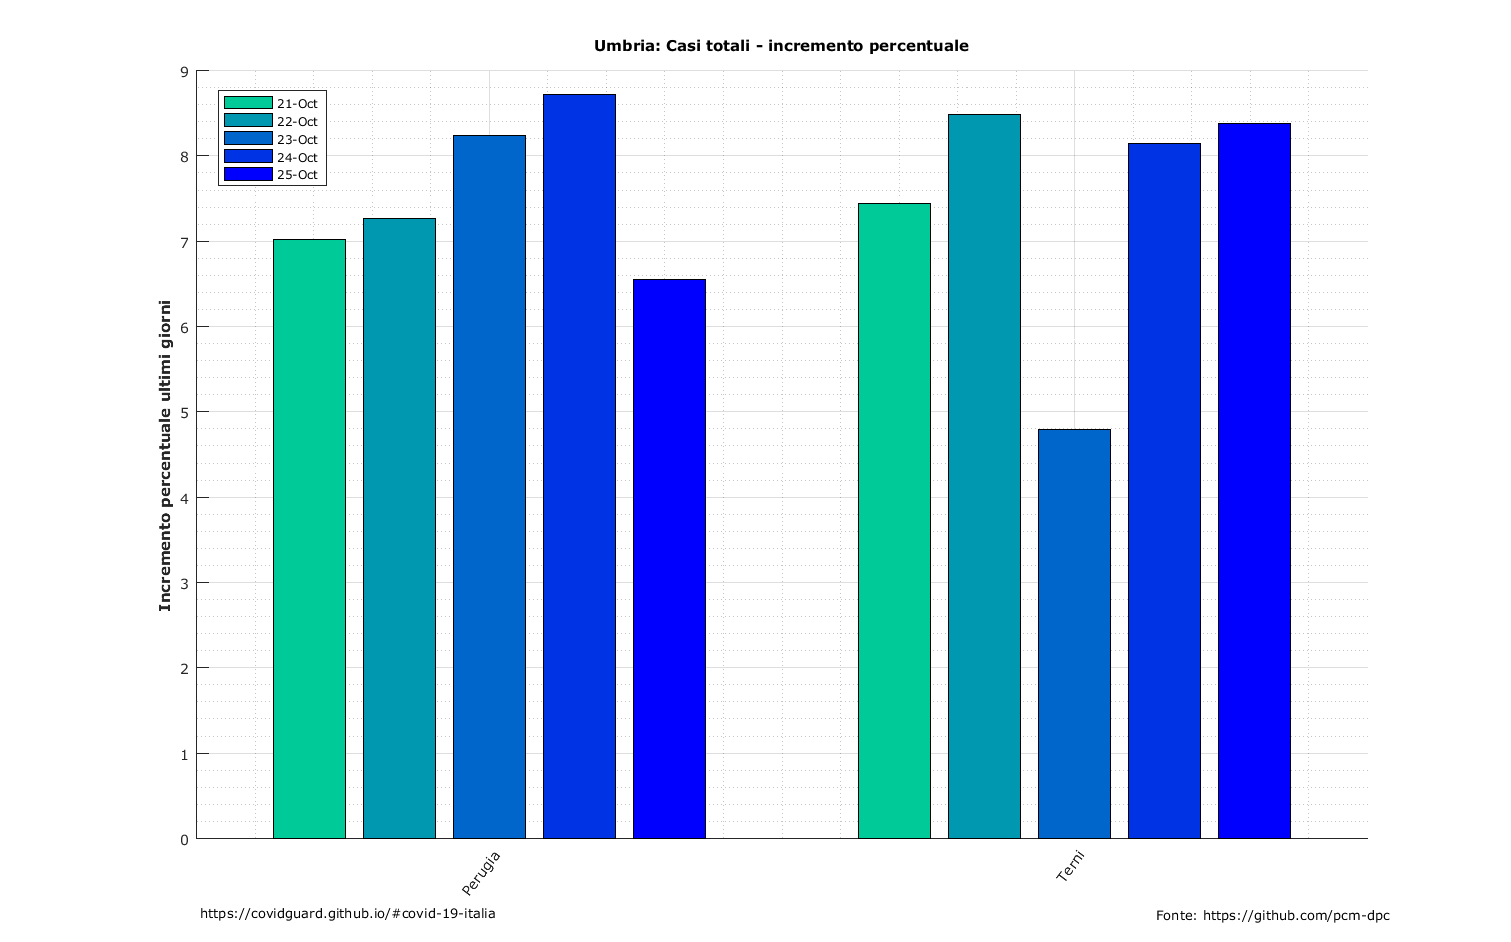 Umbria: Casi totali - incremento percentuale
Incremento percentuale ultimi giorni
9
8
7
6
5
4
3
2
1
0
21-Oct
22-Oct
23-Oct
24-Oct
25-Oct
Perugia
Terni
https://covidguard.github.io/#covid-19-italia
Fonte: https://github.com/pcm-dpc